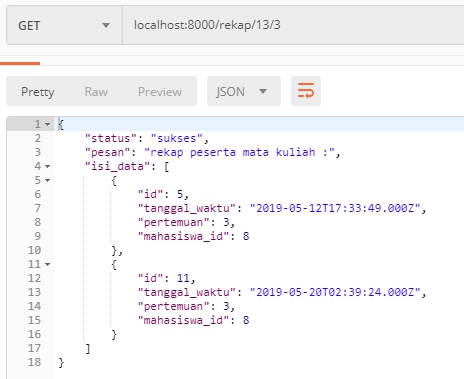 GET localhost:8000/rekap/13/3
Pretty Raw Preview JSON
1 {
2 "status": "sukses",
3 "pesan": "rekap peserta mata kuliah :",
4 "isi_data": [
5 {
6 "id": 5,
7 "tanggal_waktu": "2019-05-12T17:33:49.000Z",
8 "pertemuan": 3,
9 "mahasiswa_id": 8
10 },
11 {
12 "id": 11,
13 "tanggal_waktu": "2019-05-20T02:39:24.000Z",
14 "pertemuan": 3,
15 "mahasiswa_id": 8
16 }
17 ]
18 }